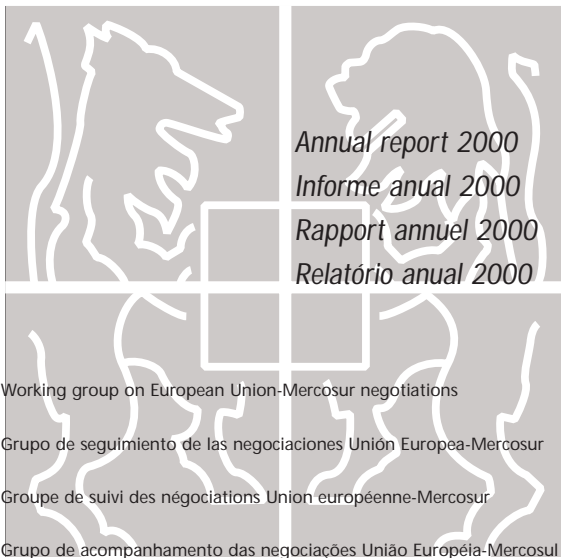 Annual report 2000
Informe anual 2000
Rapport annuel 2000
Relatório anual 2000
Working group on European Union-Mercosur negotiations
Grupo de seguimiento de las negociaciones Unión Europea-Mercosur
Groupe de suivi des négociations Union européenne-Mercosur
Grupo de acompanhamento das negociações União Européia-Mercosul